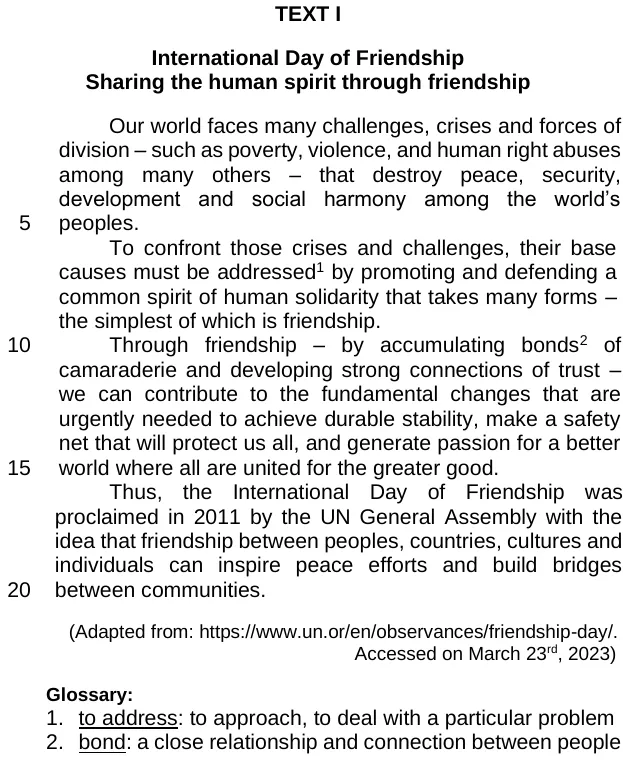 TEXT I
International Day of Friendship
Sharing the human spirit through friendship
Our world faces many challenges, crises and forces of
division – such as poverty, violence, and human right abuses
among many others – that destroy peace, security,
development and social harmony among the world's
5 peoples.
To confront those crises and challenges, their base
causes must be addressed¹ by promoting and defending a
common spirit of human solidarity that takes many forms –
the simplest of which is friendship.
10 Through friendship – by accumulating bonds² of
camaraderie and developing strong connections of trust –
we can contribute to the fundamental changes that are
urgently needed to achieve durable stability, make a safety
net that will protect us all, and generate passion for a better
15 world where all are united for the greater good.
Thus, the International Day of Friendship was
proclaimed in 2011 by the UN General Assembly with the
idea that friendship between peoples, countries, cultures and
individuals can inspire peace efforts and build bridges
20 between communities.
(Adapted from: https://www.un.or/en/observances/friendship-day/.
Accessed on March 23rd, 2023)
Glossary:
1. to address: to approach, to deal with a particular problem
2. bond: a close relationship and connection between people